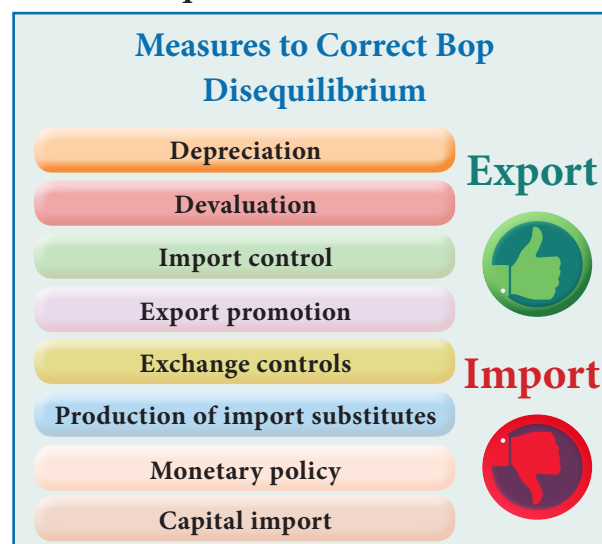 Measures to Correct Bop
Disequilibrium
Depreciation
Devaluation
Import control
Export promotion
Exchange controls
Production of import substitutes
Monetary policy
Capital import
Export
Import